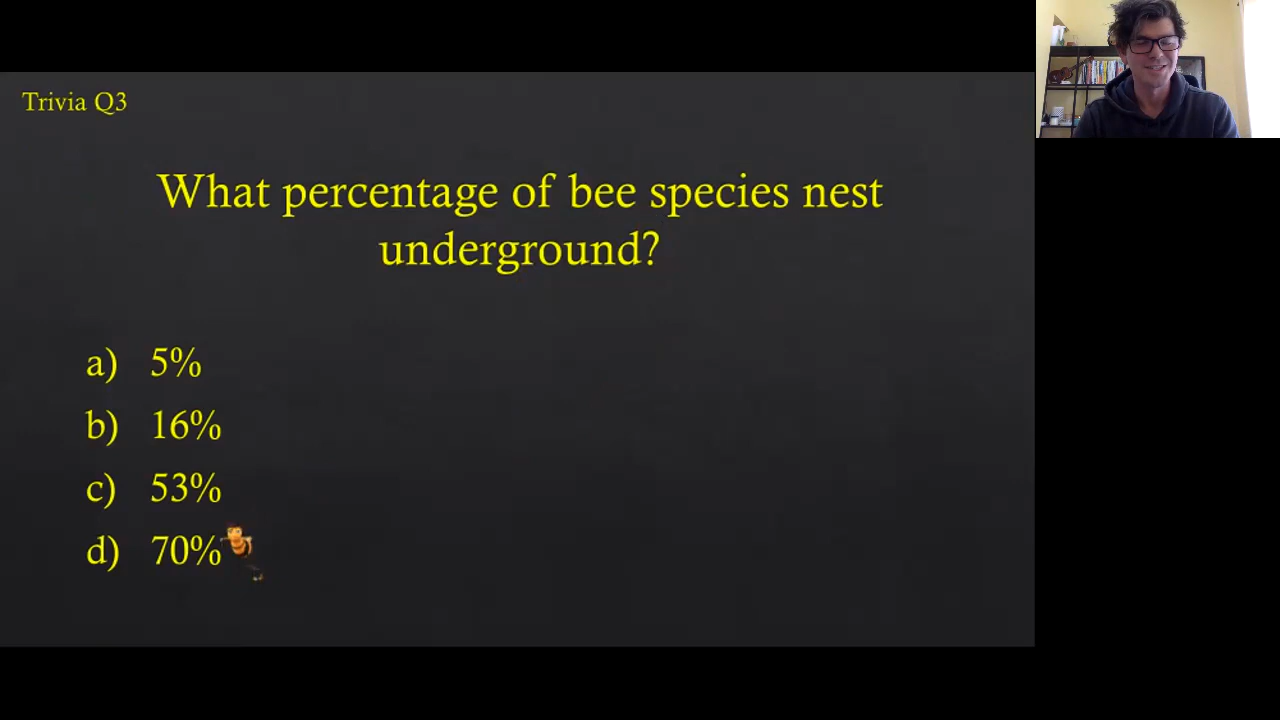 Trivia Q3
What percentage of bee species nest
underground?
a) 5%
b) 16%
c) 53%
d) 70%